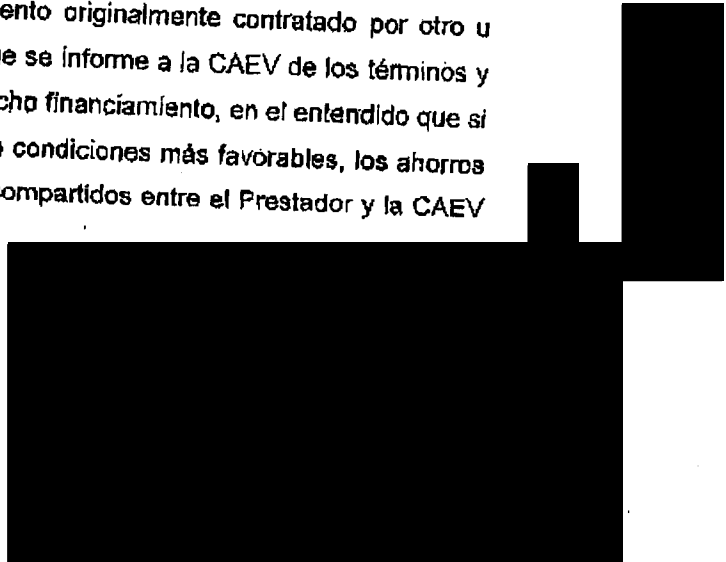 ento originalmente contratado por otro u
e se informe a la CAEV de los términos y
cho financiamiento, en el entendido que si
condiciones más favorables, los ahorros
ompartidos entre el Prestador y la CAEV